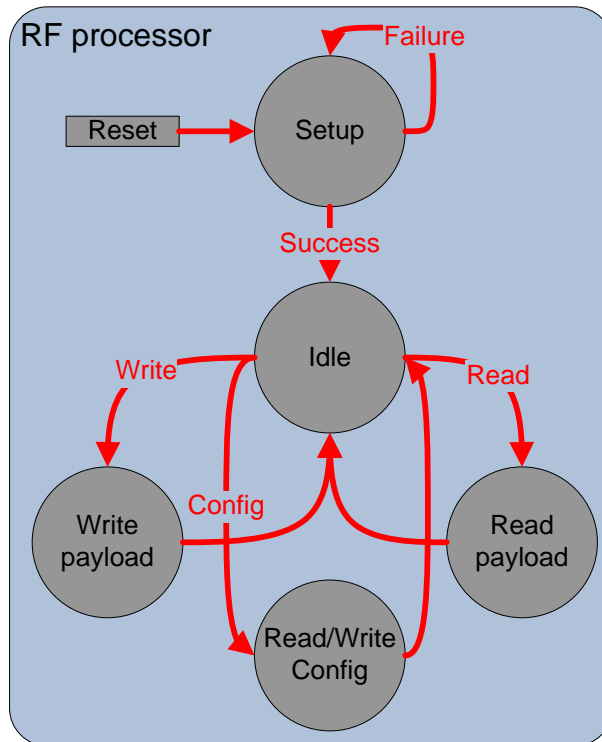 RF processor
Failure
Reset
Setup
Success
Idle
Write
Read
Config
Write
payload
Read
payload
Read/Write
Config